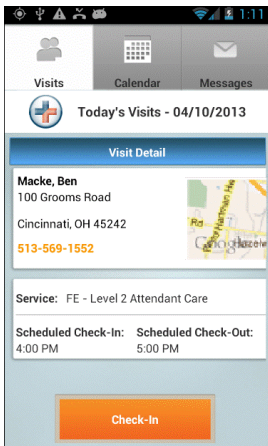 1:11
Visits Calendar Messages
Today's Visits - 04/10/2013
Visit Detail
Macke, Ben
100 Grooms Road
Cincinnati, OH 45242
513-569-1552
Rd
Service: FE - Level 2 Attendant Care
Scheduled Check-In: Scheduled Check-Out:
4:00 PM 5:00 PM
Check-In